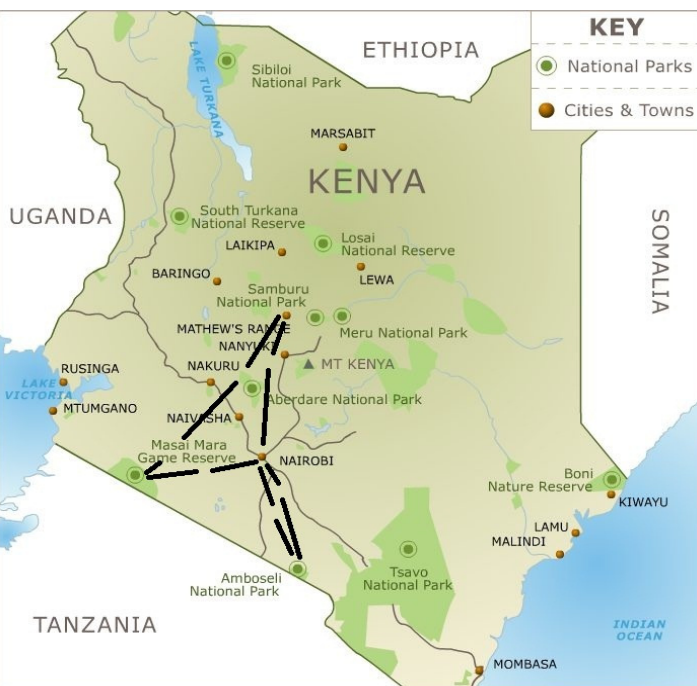 KEY
National Parks
Cities & Towns
ETHIOPIA
LAKE TURKANA
Sibiloi
National Park
MARSABIT
KENYA
UGANDA
South Turkana
National Reserve
SOMALIA
LAIKIPA
Losai
National Reserve
BARINGO
LEWA
Samburu
National Park
MATHEW'S RANGE
Meru National Park
NANYUKI
NAKURU
MT KENYA
RUSINGA
LAKE
VICTORIA
MTUMGANO
Aberdare National Park
NAIVASHA
Masai Mara
Game Reserve
NAIROBI
Boni
Nature Reserve
KIWAYU
LAMU
MALINDI
Amboseli
National Park
Tsavo
National Park
TANZANIA
INDIAN
OCEAN
MOMBASA